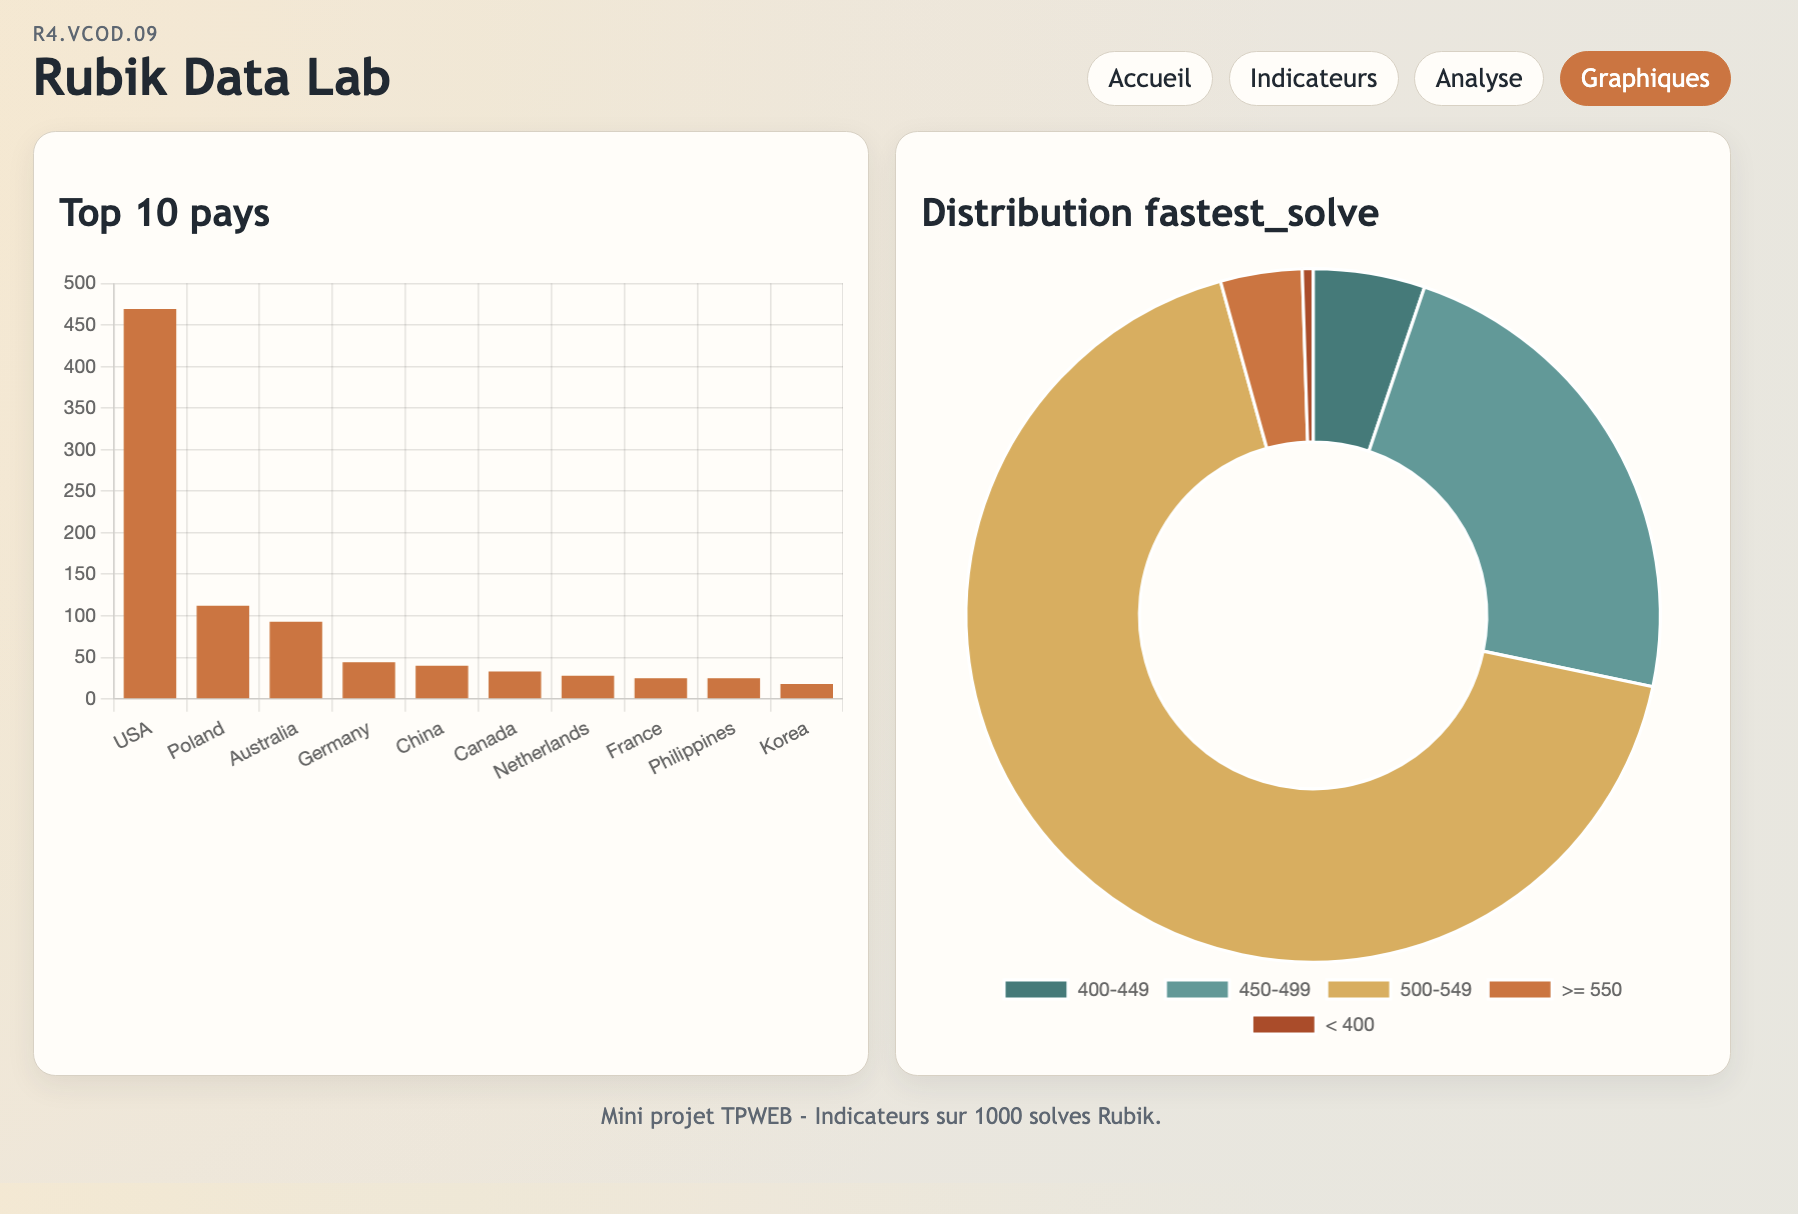 R4.VCOD.09
Rubik Data Lab
Accueil
Indicateurs
Analyse
Graphiques
Top 10 pays
500
450
400
350
300
250
200
150
100
50
0
USA
Poland
Australia
Germany
China
Canada
Netherlands
France
Philippines
Korea
Distribution fastest_solve
400-449
450-499
500-549
>= 550
< 400
Mini projet TPWEB - Indicateurs sur 1000 solves Rubik.